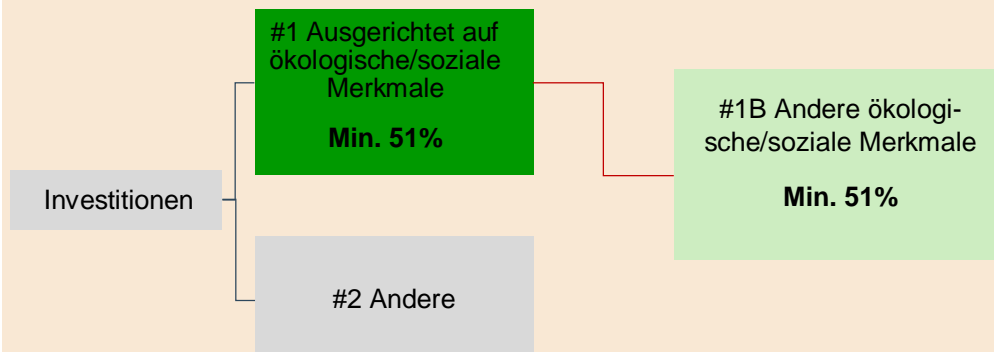 #1 Ausgerichtet auf
ökologische/soziale
Merkmale
Min. 51%
#1B Andere ökologi-
sche/soziale Merkmale
Min. 51%
Investitionen
#2 Andere